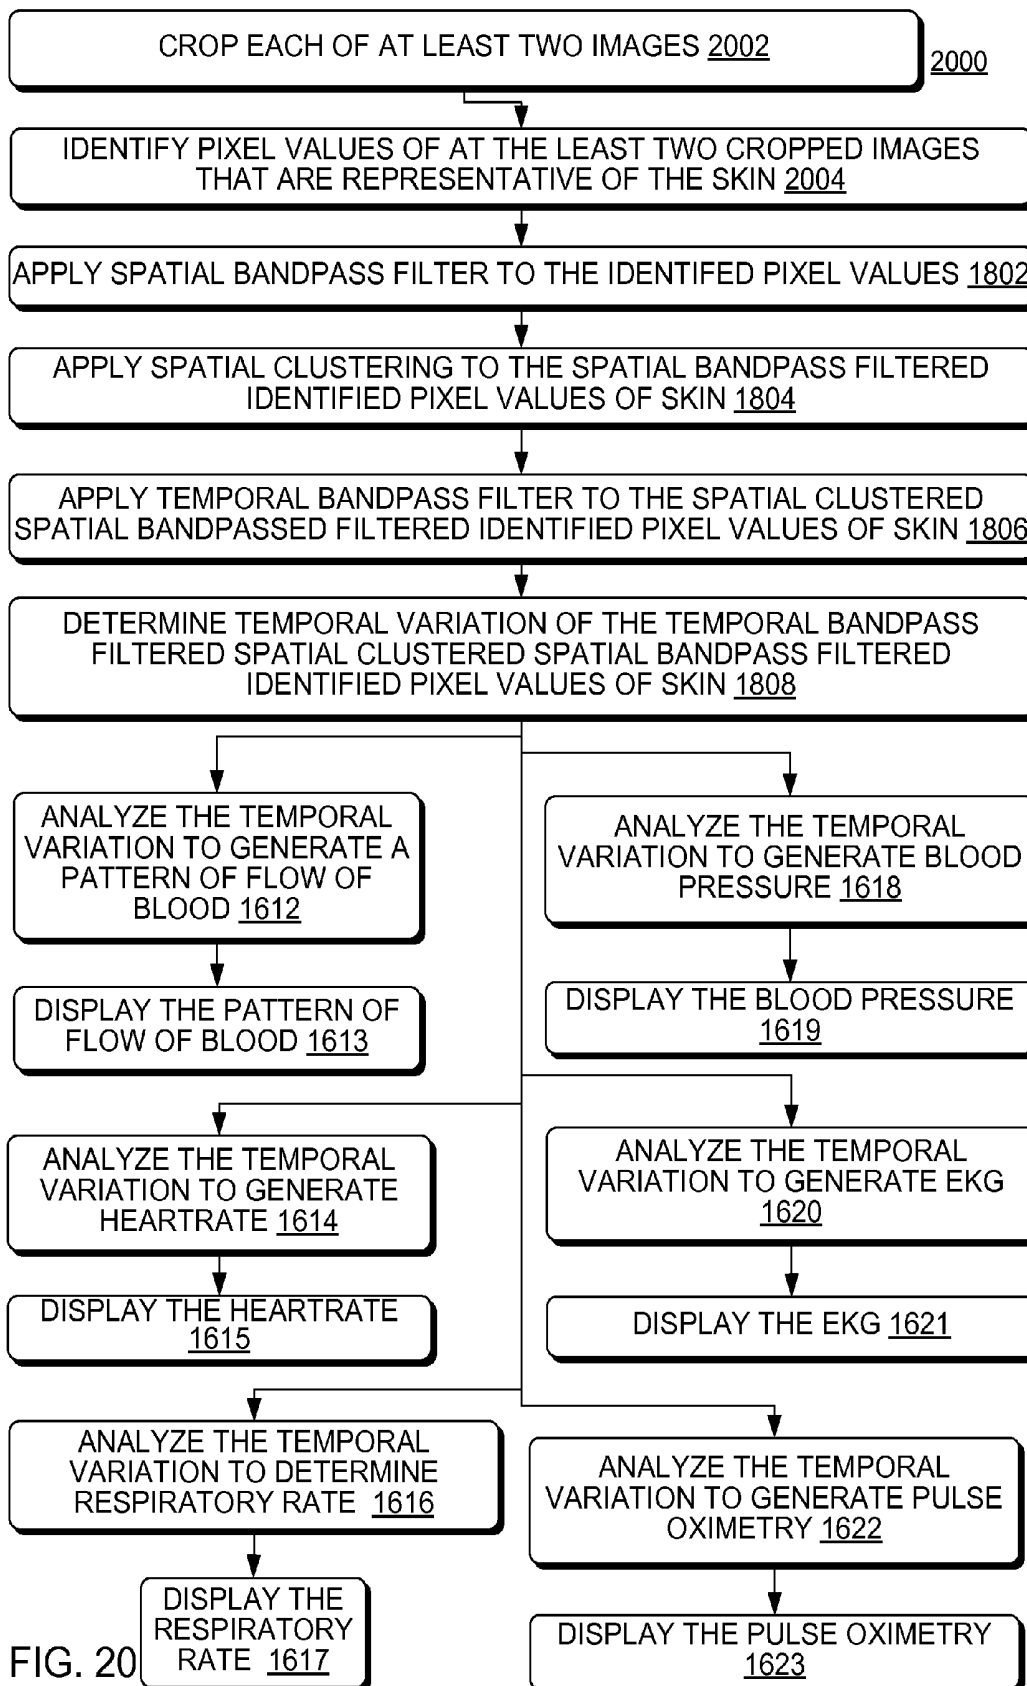 CROP EACH OF AT LEAST TWO IMAGES 2002
2000
IDENTIFY PIXEL VALUES OF AT THE LEAST TWO CROPPED IMAGES
THAT ARE REPRESENTATIVE OF THE SKIN 2004
APPLY SPATIAL BANDPASS FILTER TO THE IDENTIFED PIXEL VALUES 1802
APPLY SPATIAL CLUSTERING TO THE SPATIAL BANDPASS FILTERED
IDENTIFIED PIXEL VALUES OF SKIN 1804
APPLY TEMPORAL BANDPASS FILTER TO THE SPATIAL CLUSTERED
SPATIAL BANDPASSED FILTERED IDENTIFIED PIXEL VALUES OF SKIN 1806
DETERMINE TEMPORAL VARIATION OF THE TEMPORAL BANDPASS
FILTERED SPATIAL CLUSTERED SPATIAL BANDPASS FILTERED
IDENTIFIED PIXEL VALUES OF SKIN 1808
ANALYZE THE TEMPORAL
VARIATION TO GENERATE A
PATTERN OF FLOW OF
BLOOD 1612
ANALYZE THE TEMPORAL
VARIATION TO GENERATE BLOOD
PRESSURE 1618
DISPLAY THE PATTERN OF
FLOW OF BLOOD 1613
DISPLAY THE BLOOD PRESSURE
1619
ANALYZE THE TEMPORAL
VARIATION TO GENERATE
HEARTRATE 1614
ANALYZE THE TEMPORAL
VARIATION TO GENERATE EKG
1620
DISPLAY THE HEARTRATE
1615
DISPLAY THE EKG 1621
ANALYZE THE TEMPORAL
VARIATION TO DETERMINE
RESPIRATORY RATE 1616
ANALYZE THE TEMPORAL
VARIATION TO GENERATE PULSE
OXIMETRY 1622
DISPLAY THE
RESPIRATORY
RATE 1617
DISPLAY THE PULSE OXIMETRY
1623
FIG. 20